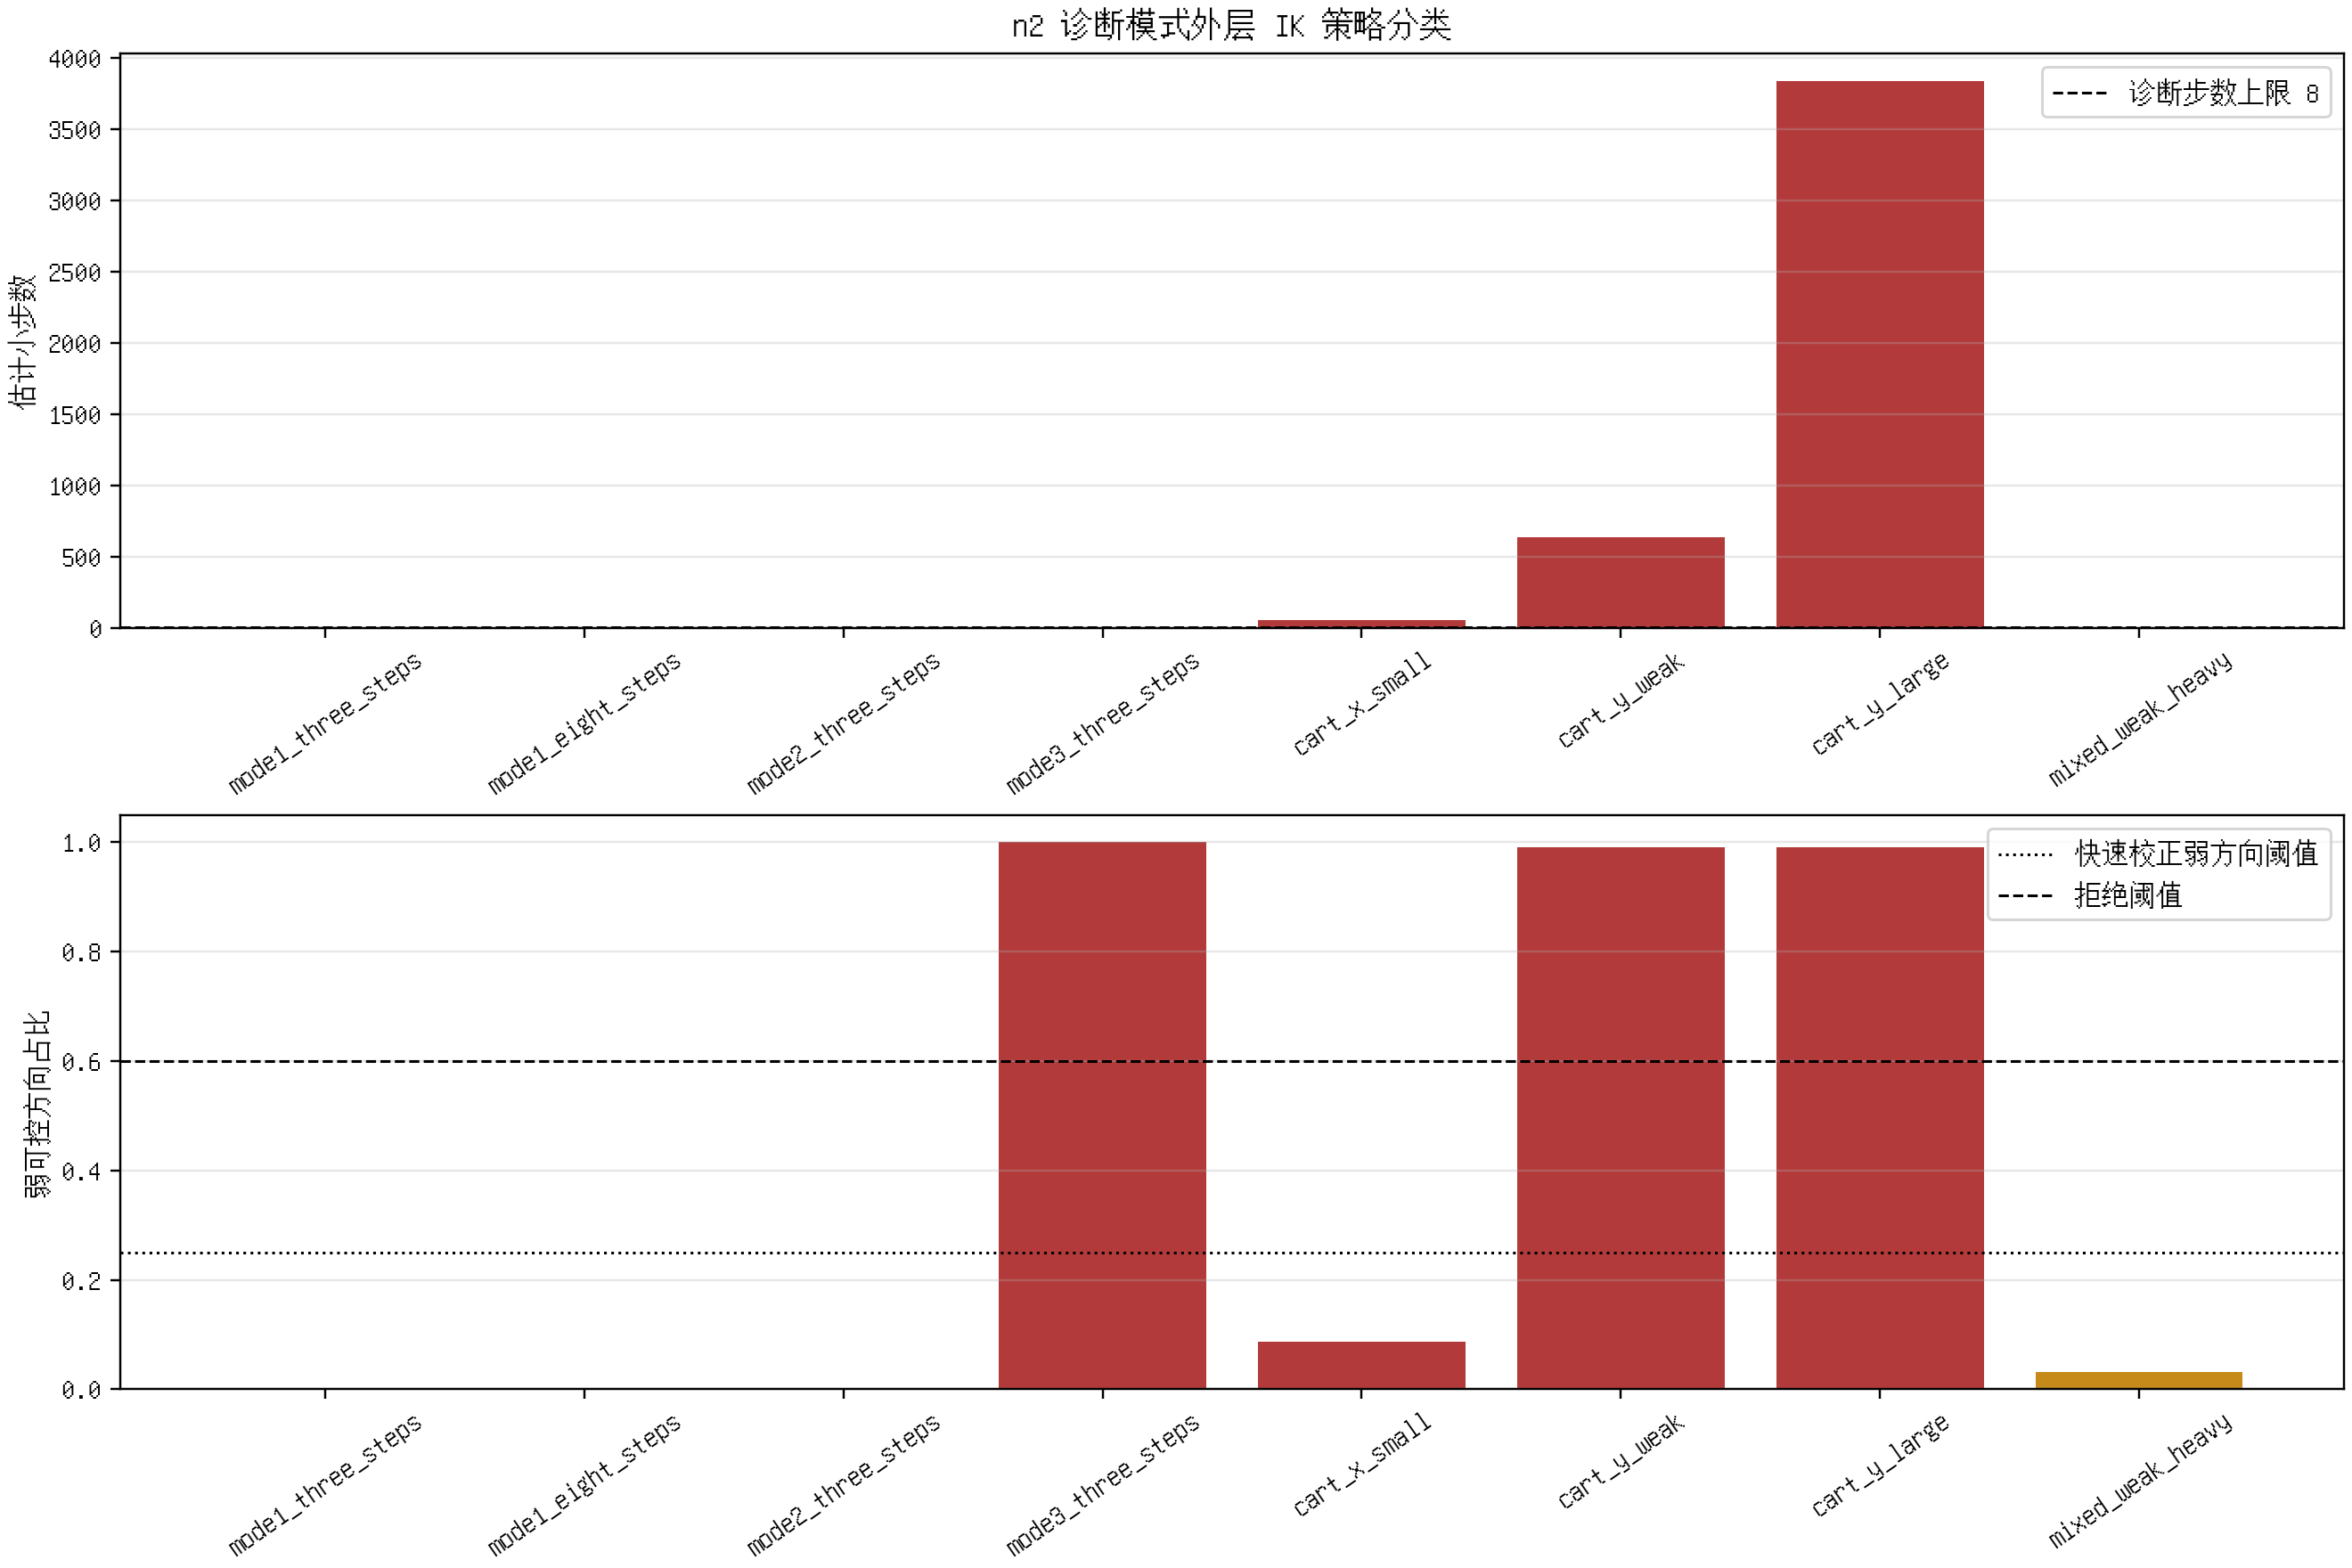 n2 诊断模式外层 IK 策略分类
估计小步数
4000
3500
3000
2500
2000
1500
1000
500
0
诊断步数上限 8
mode1_three_steps
mode1_eight_steps
mode2_three_steps
mode3_three_steps
cart_x_small
cart_y_weak
cart_y_large
mixed_weak_heavy
弱可控方向占比
1.0
0.8
0.6
0.4
0.2
0.0
快速校正弱方向阈值
拒绝阈值
mode1_three_steps
mode1_eight_steps
mode2_three_steps
mode3_three_steps
cart_x_small
cart_y_weak
cart_y_large
mixed_weak_heavy